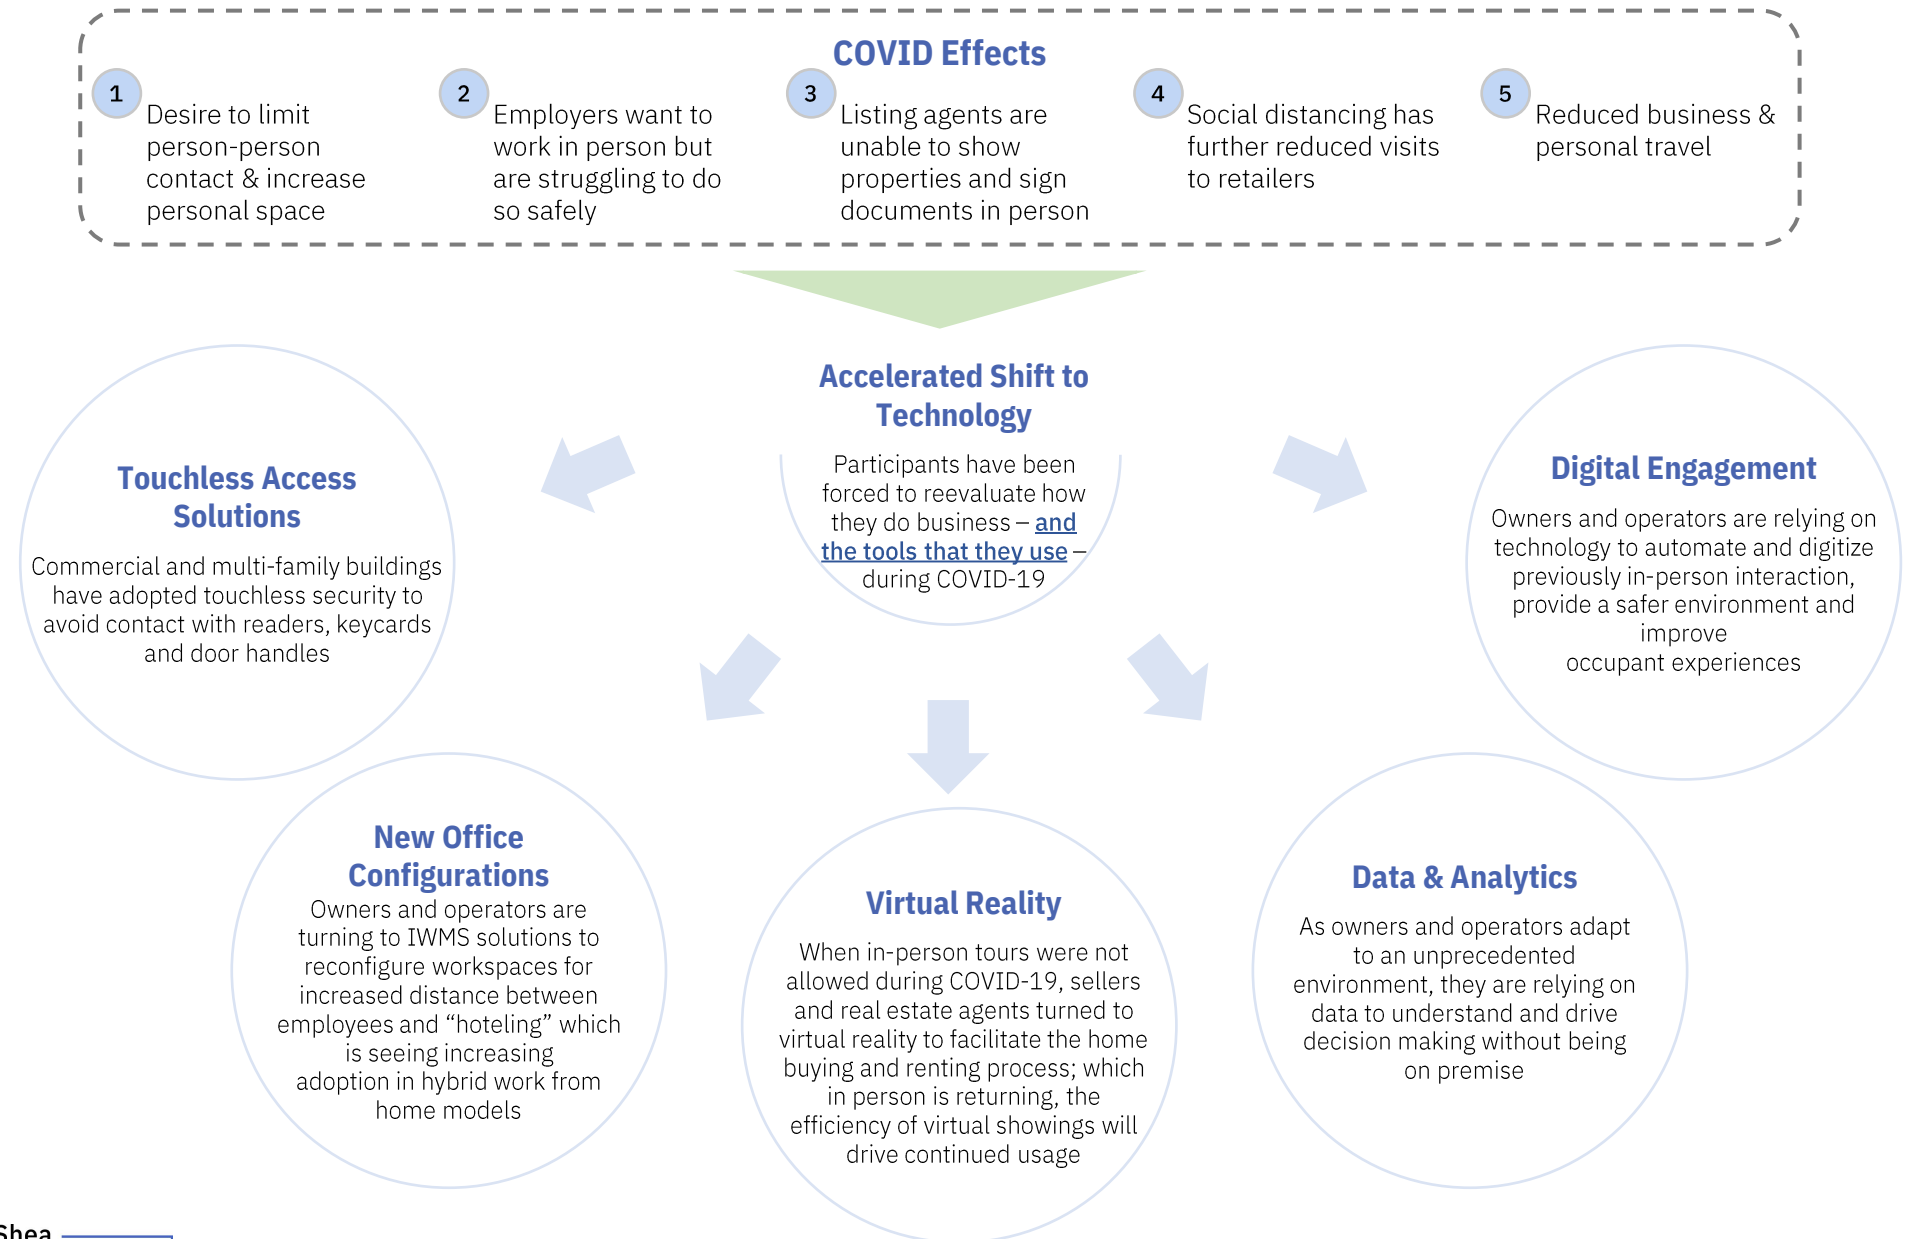 COVID Effects
1
Desire to limit
person-person
contact & increase
personal space
2
Employers want to
work in person but
are struggling to do
so safely
3
Listing agents are
unable to show
properties and sign
documents in person
4
Social distancing has
further reduced visits
to retailers
5
Reduced business &
personal travel
Accelerated Shift to
Technology
Participants have been
forced to reevaluate how
they do business – and
the tools that they use –
during COVID-19
Touchless Access
Solutions
Commercial and multi-family buildings
have adopted touchless security to
avoid contact with readers, keycards
and door handles
Digital Engagement
Owners and operators are relying on
technology to automate and digitize
previously in-person interaction,
provide a safer environment and
improve
occupant experiences
New Office
Configurations
Owners and operators are
turning to IWMS solutions to
reconfigure workspaces for
increased distance between
employees and “hoteling” which
is seeing increasing
adoption in hybrid work from
home models
Virtual Reality
When in-person tours were not
allowed during COVID-19, sellers
and real estate agents turned to
virtual reality to facilitate the home
buying and renting process; which
in person is returning, the
efficiency of virtual showings will
drive continued usage
Data & Analytics
As owners and operators adapt
to an unprecedented
environment, they are relying on
data to understand and drive
decision making without being
on premise
Shea